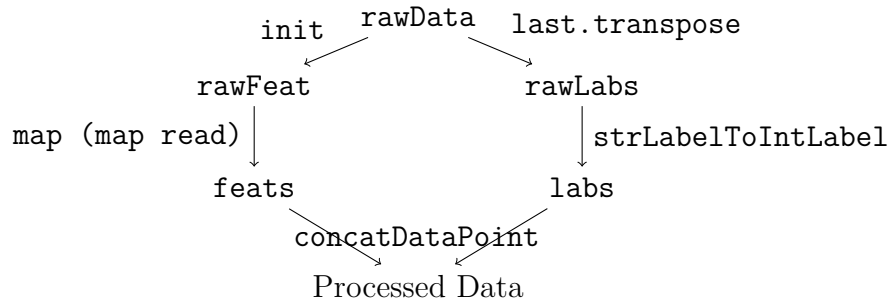 rawData
init
last.transpose
rawFeat
rawLabs
map (map read)
strLabelToIntLabel
feats
labs
concatDataPoint
Processed Data